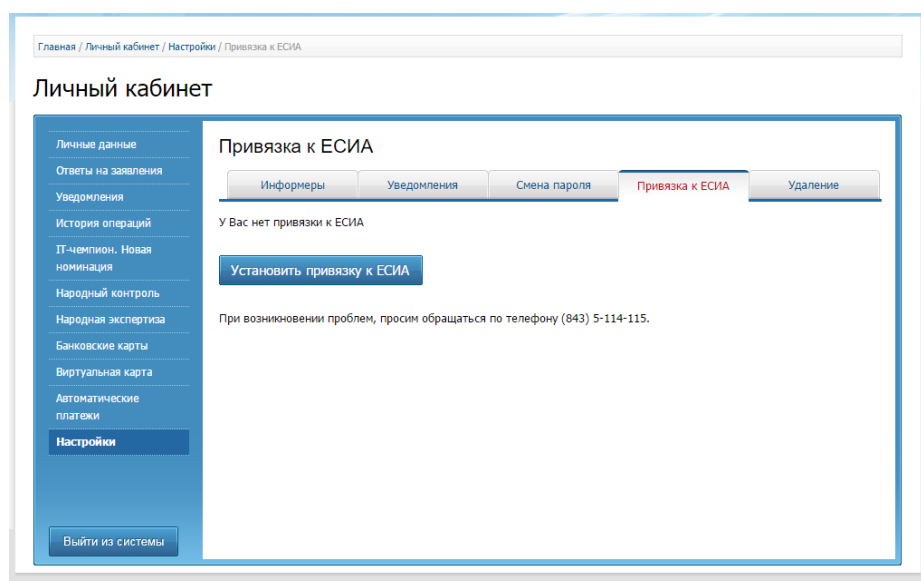 Главная / Личный кабинет / Настройки / Привязка к ЕСИА
Личный кабинет
Личные данные
Ответы на заявления
Уведомления
История операций
IT-чемпион. Новая
номинация
Народный контроль
Народная экспертиза
Банковские карты
Виртуальная карта
Автоматические
платежи
Настройки
Выйти из системы
Привязка к ЕСИА
Информеры Уведомления Смена пароля Привязка к ЕСИА Удаление
У Вас нет привязки к ЕСИА
Установить привязку к ЕСИА
При возникновении проблем, просим обращаться по телефону (843) 5-114-115.